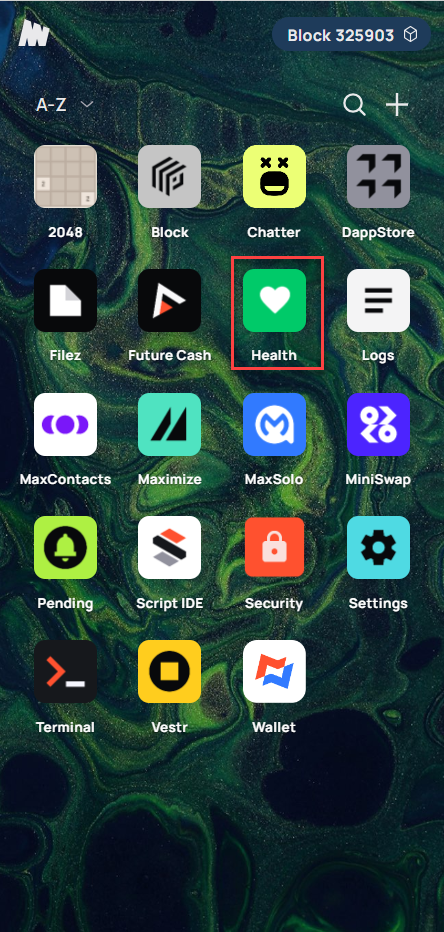 Block 325903
A-Z
2048
Block
Chatter
DappStore
Filez
Future Cash
Health
Logs
MaxContacts
Maximize
MaxSolo
MiniSwap
Pending
Script IDE
Security
Settings
Terminal
Vestr
Wallet